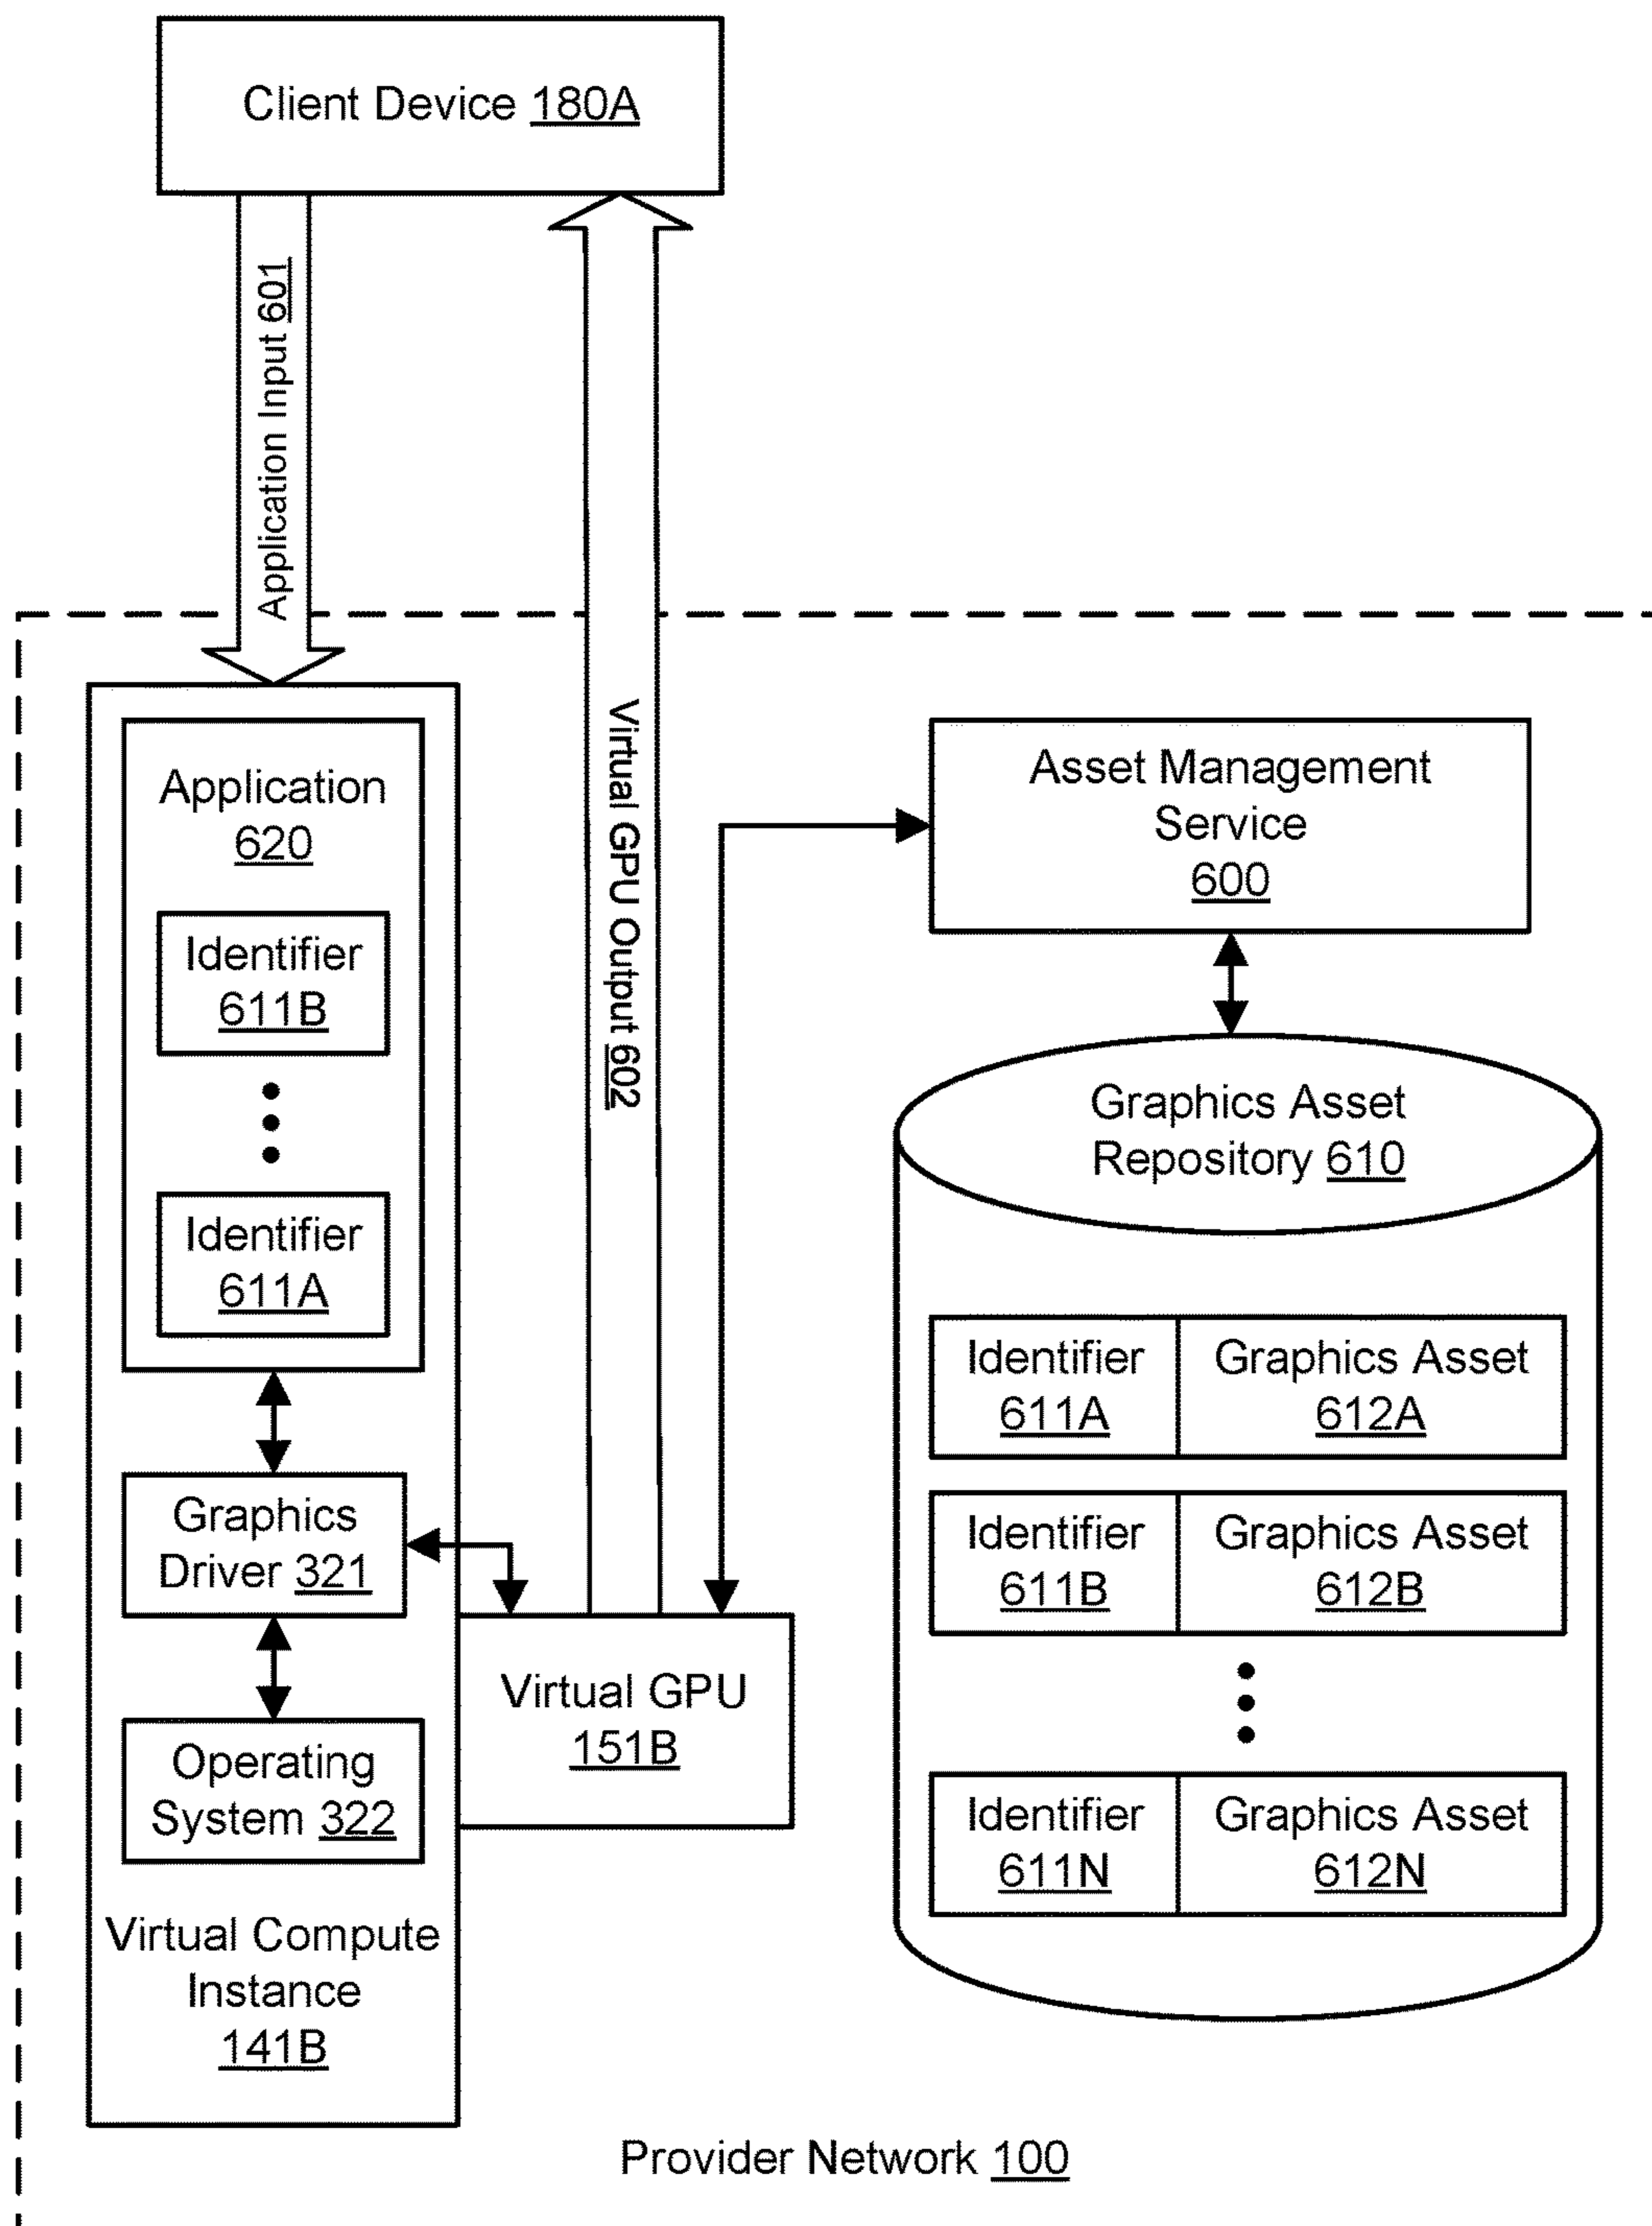 Client Device 180A
Application Input 601
Virtual GPU Output 602
Application
620
Identifier
611B
Identifier
611A
Graphics
Driver 321
Operating
System 322
Virtual Compute
Instance
141B
Virtual GPU
151B
Asset Management
Service
600
Graphics Asset
Repository 610
Identifier
611A
Graphics Asset
612A
Identifier
611B
Graphics Asset
612B
Identifier
611N
Graphics Asset
612N
Provider Network 100